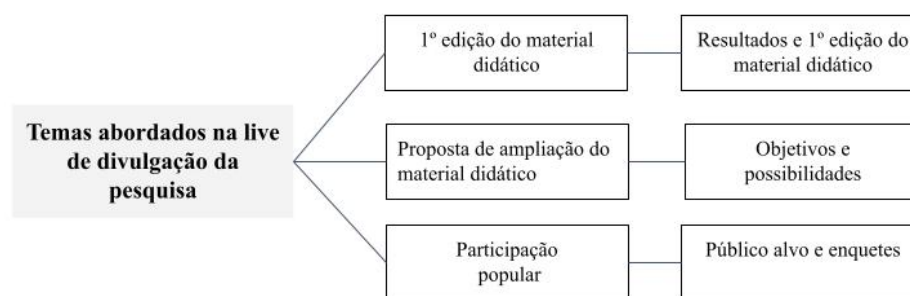 Temas abordados na live
de divulgação da
pesquisa
1º edição do material
didático
Resultados e 1º edição do
material didático
Proposta de ampliação do
material didático
Objetivos e
possibilidades
Participação
popular
Público alvo e enquetes